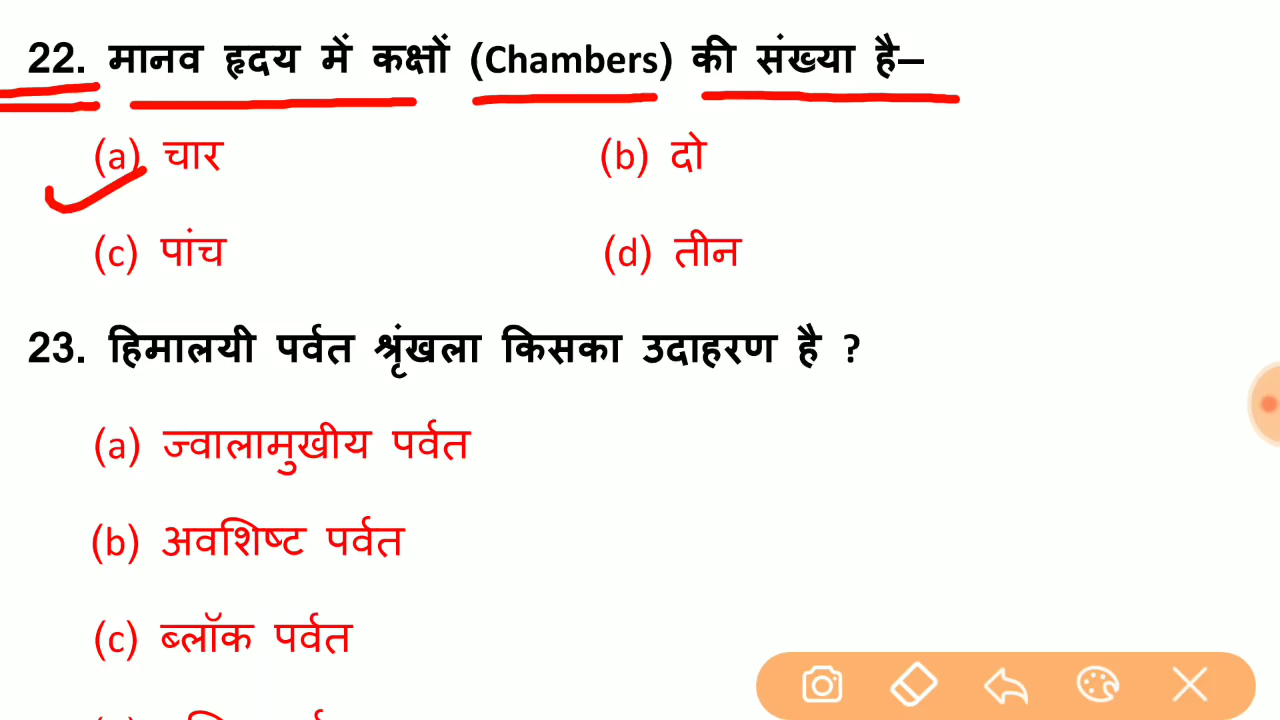 22. मानव हृदय में कक्षों (Chambers) की संख्या है–
(a) चार (b) दो
(c) पांच (d) तीन
23. हिमालयी पर्वत श्रृंखला किसका उदाहरण है ?
(a) ज्वालामुखीय पर्वत
(b) अवशिष्ट पर्वत
(c) ब्लॉक पर्वत